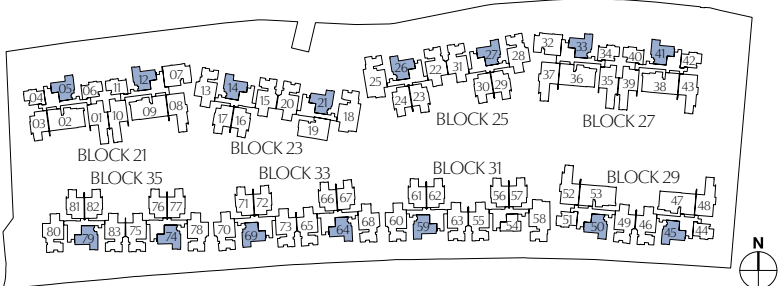 04 05 06 11 12 07
03 02 01 10 09 08
BLOCK 21
13 14 15 20 21 18
17 16 19
BLOCK 23
25 26 22 31 27 28
24 23 30 29
BLOCK 25
32 33 34 40 41 42
37 36 35 39 38 43
BLOCK 27
BLOCK 35
81 82 76 77
80 79 83 75 74 78
BLOCK 33
71 72 66 67
70 69 73 65 64 68
BLOCK 31
61 62 56 57
60 59 63 55 54 58
BLOCK 29
52 53 47 48
51 50 49 46 45 44
N